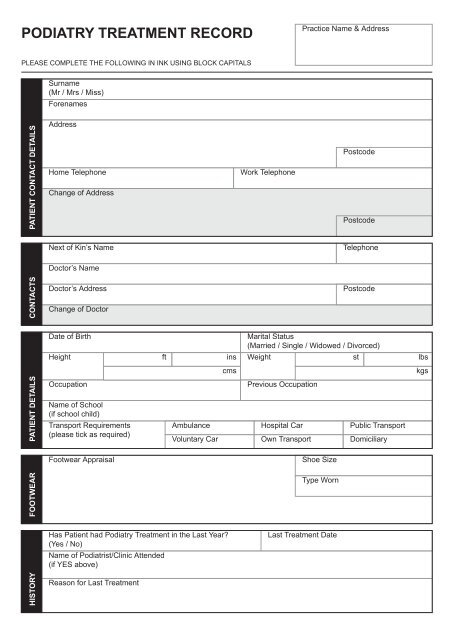 PODIATRY TREATMENT RECORD
Practice Name & Address
PLEASE COMPLETE THE FOLLOWING IN INK USING BLOCK CAPITALS
PATIENT CONTACT DETAILS
Surname
(Mr / Mrs / Miss)
Forenames
Address
Postcode
Home Telephone
Work Telephone
Change of Address
Postcode
CONTACTS
Next of Kin's Name
Telephone
Doctor's Name
Doctor's Address
Postcode
Change of Doctor
PATIENT DETAILS
Date of Birth
Marital Status
(Married / Single / Widowed / Divorced)
Height ft ins Weight st lbs
cms kgs
Occupation
Previous Occupation
Name of School
(if school child)
Transport Requirements
(please tick as required)
Ambulance
Hospital Car
Public Transport
Voluntary Car
Own Transport
Domiciliary
FOOTWEAR
Footwear Appraisal
Shoe Size
Type Worn
HISTORY
Has Patient had Podiatry Treatment in the Last Year?
(Yes / No)
Last Treatment Date
Name of Podiatrist/Clinic Attended
(if YES above)
Reason for Last Treatment